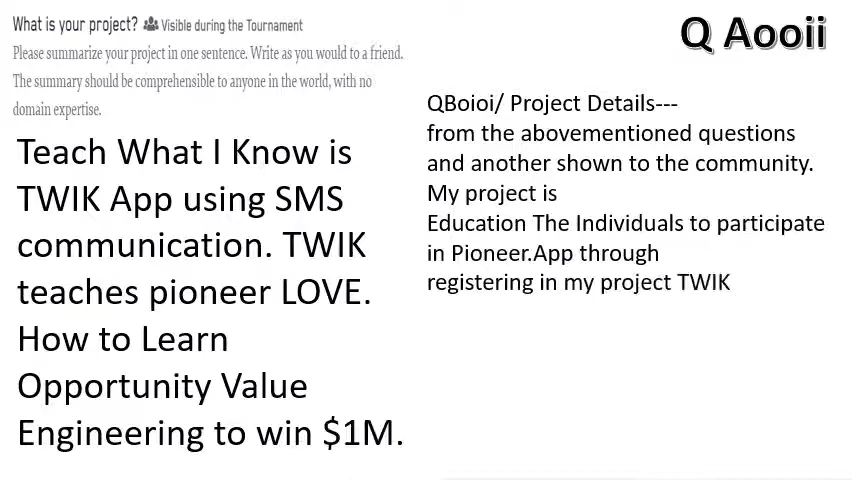 What is your project? Visible during the Tournament
Please summarize your project in one sentence. Write as you would to a friend.
The summary should be comprehensible to anyone in the world, with no
domain expertise.
Teach What I Know is
TWIK App using SMS
communication. TWIK
teaches pioneer LOVE.
How to Learn
Opportunity Value
Engineering to win $1M.
Q Aooii
QBoioi/ Project Details---
from the abovementioned questions
and another shown to the community.
My project is
Education The Individuals to participate
in Pioneer.App through
registering in my project TWIK